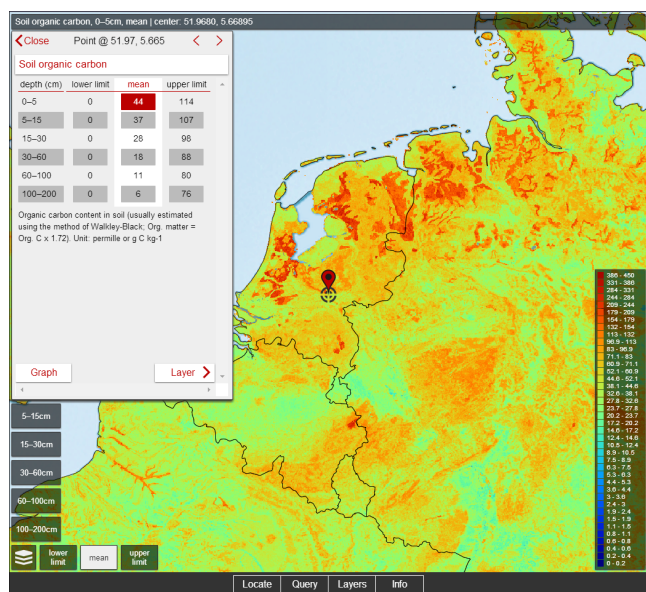 Soil organic carbon, 0–5cm, mean | center: 51.9680, 5.66895
Close Point @ 51.97, 5.665
Soil organic carbon
depth (cm) lower limit mean upper limit
0–5 0 44 114
5–15 0 37 107
15–30 0 28 98
30–60 0 18 88
60–100 0 11 80
100–200 0 6 76
Organic carbon content in soil (usually estimated
using the method of Walkley-Black; Org. matter =
Org. C x 1.72). Unit: permille or g C kg-1
Graph Layer
5–15cm
15–30cm
30–60cm
60–100cm
100–200cm
lower
limit
mean
upper
limit
386 - 450
331 - 386
284 - 331
244 - 284
209 - 244
179 - 209
154 - 179
132 - 154
113 - 132
96.9 - 113
83 - 96.9
71.1 - 83
60.9 - 71.1
52.1 - 60.9
44.6 - 52.1
38.1 - 44.6
32.6 - 38.1
27.8 - 32.6
23.7 - 27.8
20.2 - 23.7
17.2 - 20.2
14.6 - 17.2
12.4 - 14.6
10.5 - 12.4
8.9 - 10.5
7.5 - 8.9
6.3 - 7.5
5.3 - 6.3
4.4 - 5.3
3.6 - 4.4
3 - 3.6
2.4 - 3
1.9 - 2.4
1.5 - 1.9
1.1 - 1.5
0.8 - 1.1
0.6 - 0.8
0.4 - 0.6
0.2 - 0.4
0 - 0.2
Locate Query Layers Info